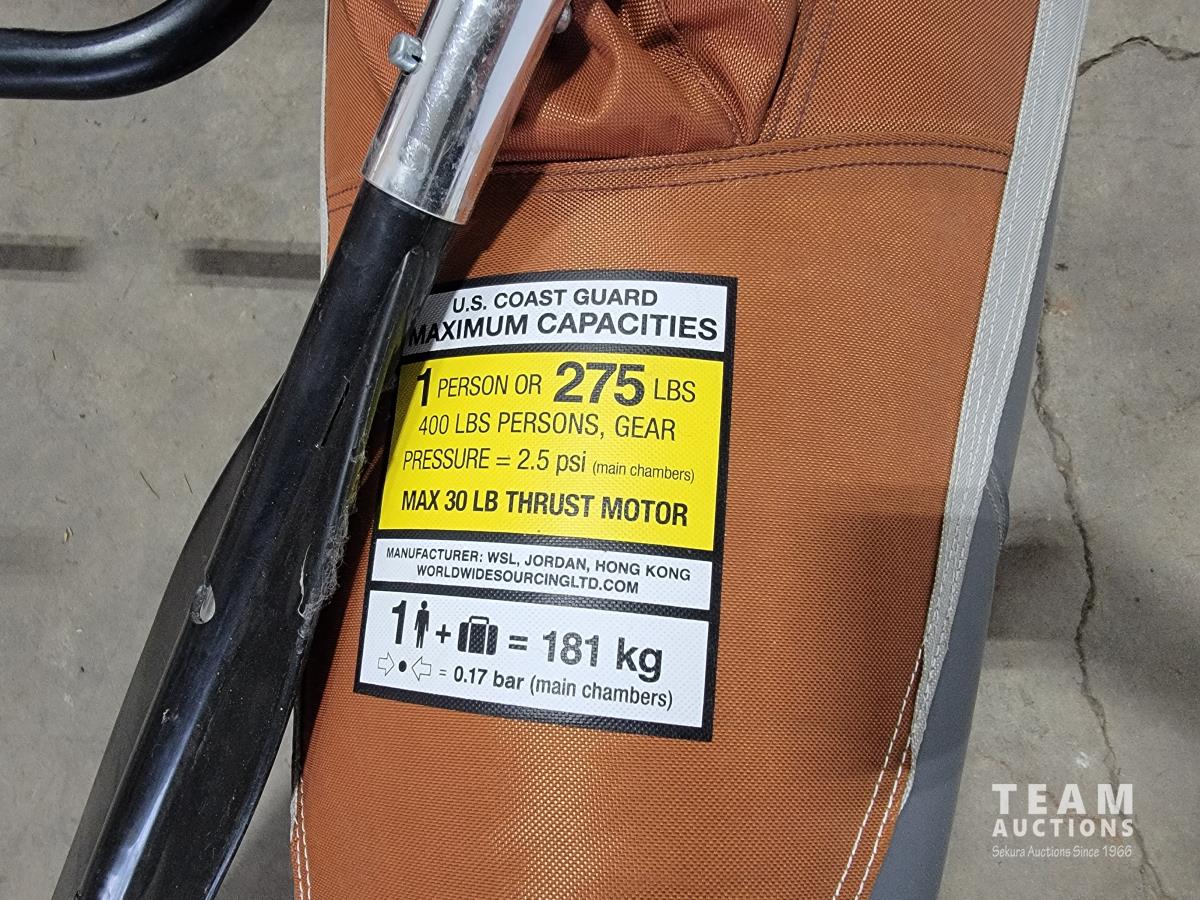 U.S. COAST GUARD
MAXIMUM CAPACITIES
1 PERSON OR 275 LBS
400 LBS PERSONS, GEAR
PRESSURE = 2.5 psi (main chambers)
MAX 30 LB THRUST MOTOR
MANUFACTURER: WSL, JORDAN, HONG KONG
WORLDWIDESOURCINGLTD.COM
1 + = 181 kg
= 0.17 bar (main chambers)
TEAM
AUCTIONS
Sekura Auctions Since 1966